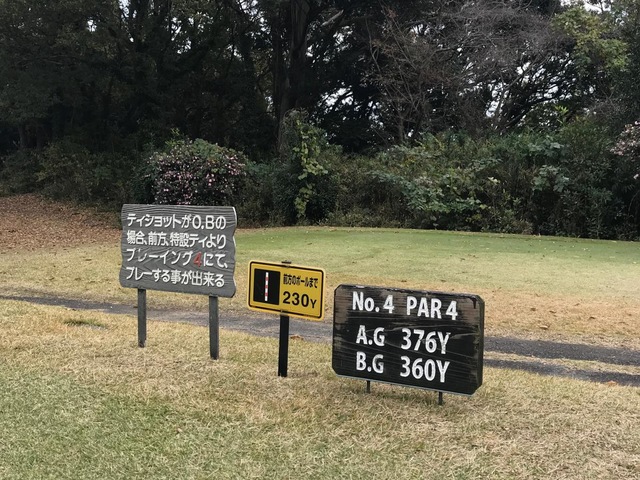 ティショットがO,Bの
場合、前方、特設ティより
プレーイング4にて、
プレーする事が出来る
前方のポールまで
230Y
No.4 PAR4
A.G 376Y
B.G 360Y